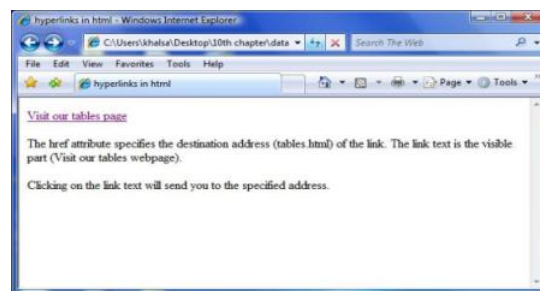 hyperlinks in html - Windows Internet Explorer
C:\Users\khalsa\Desktop\10th chapter\data
Search The Web
File Edit View Favorites Tools Help
hyperlinks in html
Page Tools
Visit our tables page
The href attribute specifies the destination address (tables.html) of the link. The link text is the visible
part (Visit our tables webpage).
Clicking on the link text will send you to the specified address.